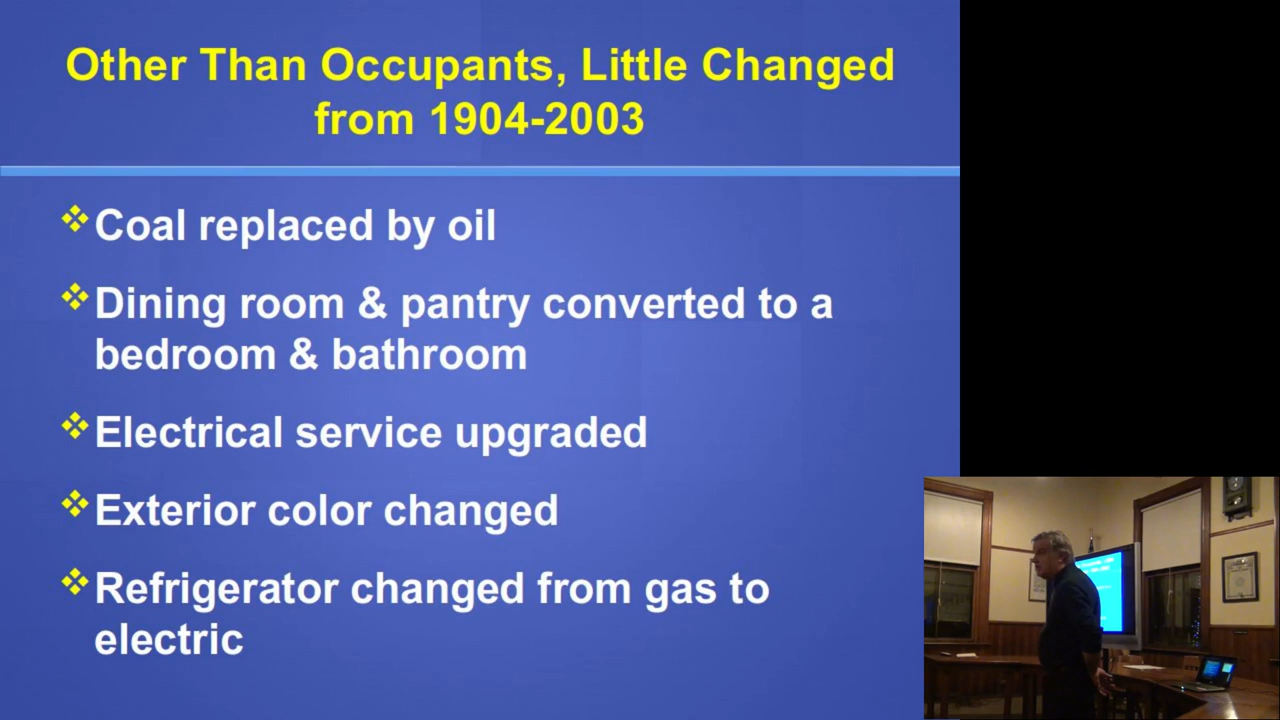 Other Than Occupants, Little Changed
from 1904-2003
Coal replaced by oil
Dining room & pantry converted to a
bedroom & bathroom
Electrical service upgraded
Exterior color changed
Refrigerator changed from gas to
electric